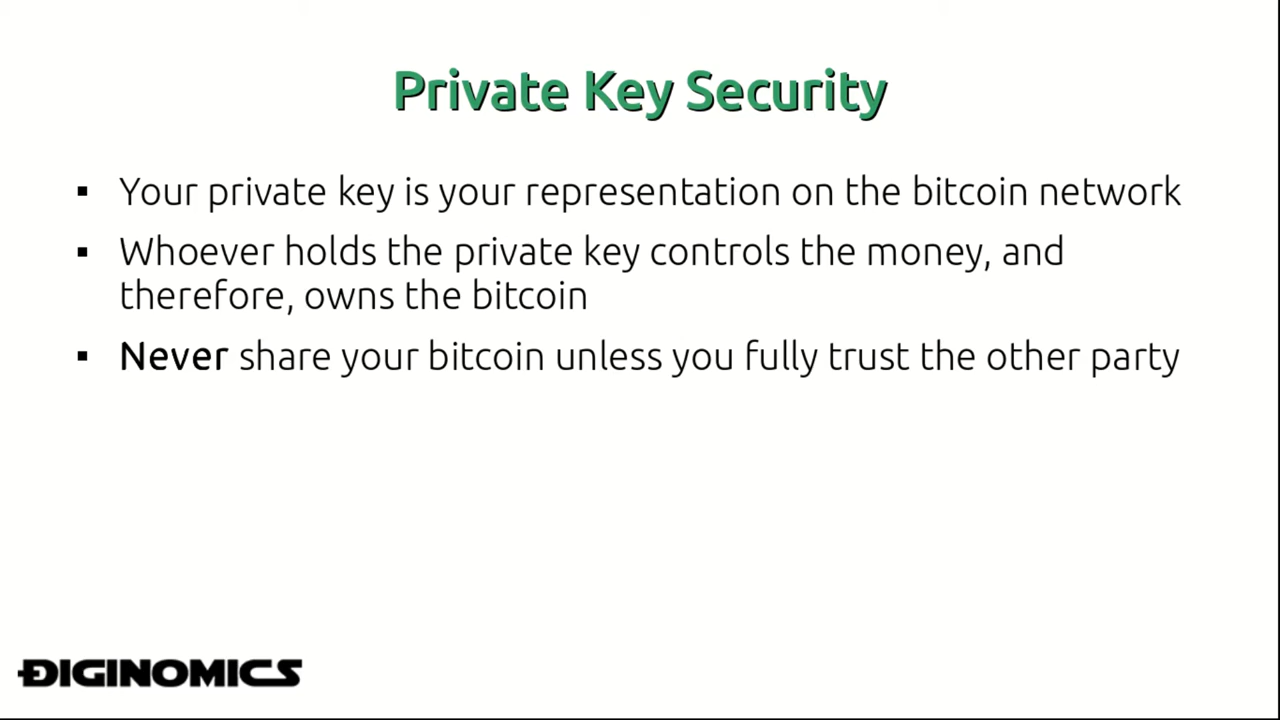 Private Key Security
▪ Your private key is your representation on the bitcoin network
▪ Whoever holds the private key controls the money, and
therefore, owns the bitcoin
▪ Never share your bitcoin unless you fully trust the other party
ĐIGINOMICS